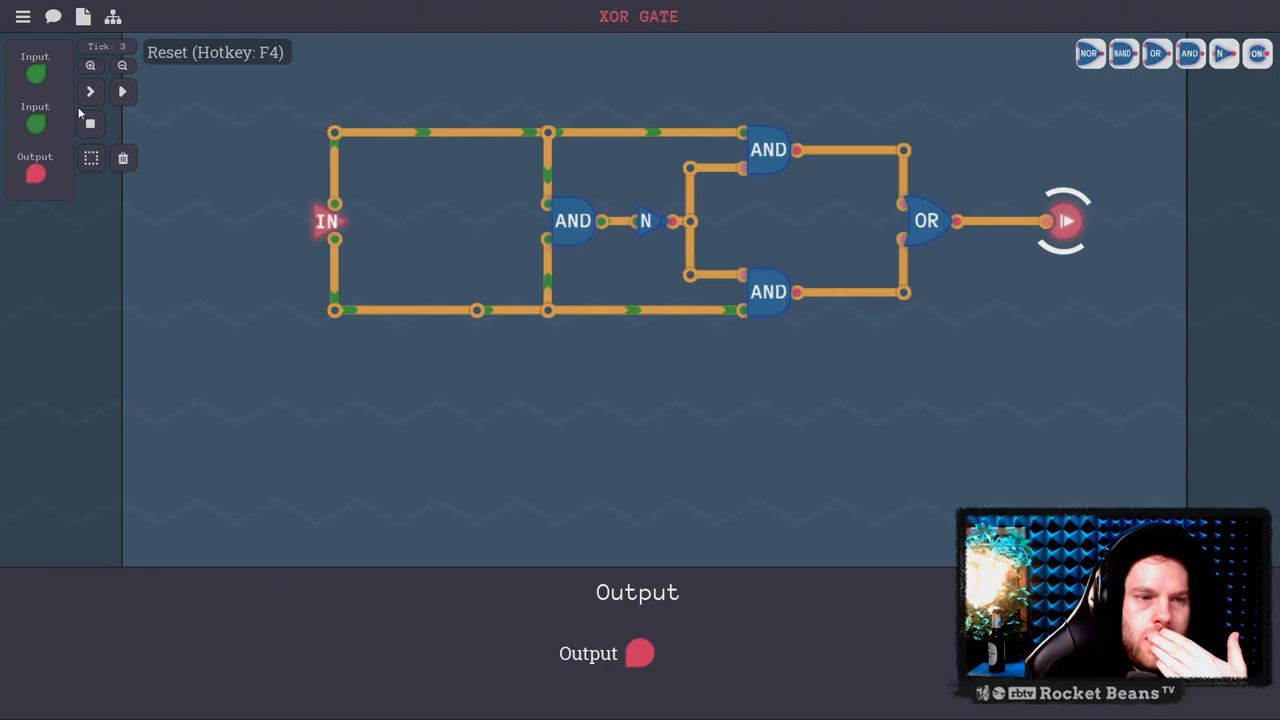 XOR GATE
Input
Tick: 3
Reset (Hotkey: F4)
NOR
NAND
OR
AND
N
ON
Input
Output
AND
IN
AND
N
OR
AND
Output
Output
rbtv Rocket Beans TV